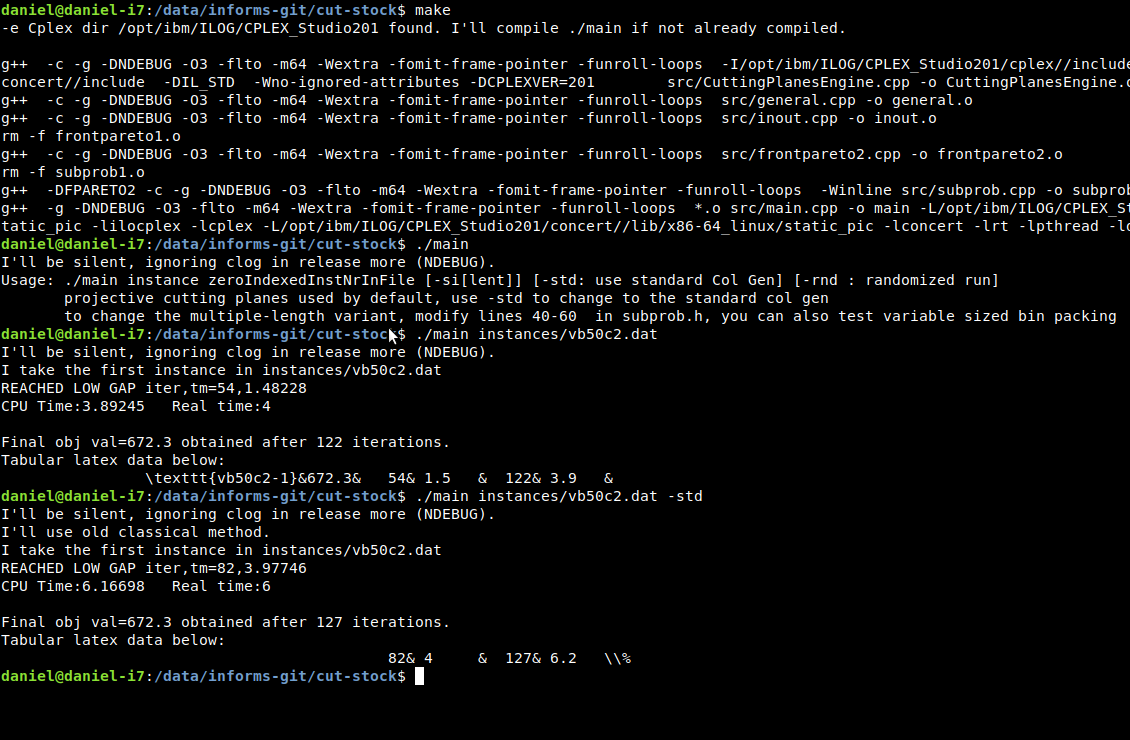 daniel@daniel-i7:/data/informs-git/cut-stock$ make
-e Cplex dir /opt/ibm/ILOG/CPLEX_Studio201 found. I'll compile ./main if not already compiled.
g++  -c -g -DNDEBUG -O3 -flto -m64 -Wextra -fomit-frame-pointer -funroll-loops  -I/opt/ibm/ILOG/CPLEX_Studio201/cplex//include
concert//include  -DIL_STD  -Wno-ignored-attributes -DCPLEXVER=201        src/CuttingPlanesEngine.cpp -o CuttingPlanesEngine.
g++  -c -g -DNDEBUG -O3 -flto -m64 -Wextra -fomit-frame-pointer -funroll-loops  src/general.cpp -o general.o
g++  -c -g -DNDEBUG -O3 -flto -m64 -Wextra -fomit-frame-pointer -funroll-loops  src/inout.cpp -o inout.o
rm -f frontpareto1.o
g++  -c -g -DNDEBUG -O3 -flto -m64 -Wextra -fomit-frame-pointer -funroll-loops  src/frontpareto2.cpp -o frontpareto2.o
rm -f subprob1.o
g++  -DFPARETO2 -c -g -DNDEBUG -O3 -flto -m64 -Wextra -fomit-frame-pointer -funroll-loops  -Winline src/subprob.cpp -o subprob
g++  -g -DNDEBUG -O3 -flto -m64 -Wextra -fomit-frame-pointer -funroll-loops  *.o src/main.cpp -o main -L/opt/ibm/ILOG/CPLEX_St
tatic_pic -lilocplex -lcplex -L/opt/ibm/ILOG/CPLEX_Studio201/concert//lib/x86-64_linux/static_pic -lconcert -lrt -lpthread -ld
daniel@daniel-i7:/data/informs-git/cut-stock$ ./main
I'll be silent, ignoring clog in release more (NDEBUG).
Usage: ./main instance zeroIndexedInstNrInFile [-si[lent]] [-std: use standard Col Gen] [-rnd : randomized run]
       projective cutting planes used by default, use -std to change to the standard col gen
       to change the multiple-length variant, modify lines 40-60  in subprob.h, you can also test variable sized bin packing
daniel@daniel-i7:/data/informs-git/cut-stock$ ./main instances/vb50c2.dat
I'll be silent, ignoring clog in release more (NDEBUG).
I take the first instance in instances/vb50c2.dat
REACHED LOW GAP iter,tm=54,1.48228
CPU Time:3.89245   Real time:4
Final obj val=672.3 obtained after 122 iterations.
Tabular latex data below:
                \texttt{vb50c2-1}&672.3&   54& 1.5   &  122& 3.9   &
daniel@daniel-i7:/data/informs-git/cut-stock$ ./main instances/vb50c2.dat -std
I'll be silent, ignoring clog in release more (NDEBUG).
I'll use old classical method.
I take the first instance in instances/vb50c2.dat
REACHED LOW GAP iter,tm=82,3.97746
CPU Time:6.16698   Real time:6
Final obj val=672.3 obtained after 127 iterations.
Tabular latex data below:
                                           82& 4     &  127& 6.2   \\%
daniel@daniel-i7:/data/informs-git/cut-stock$